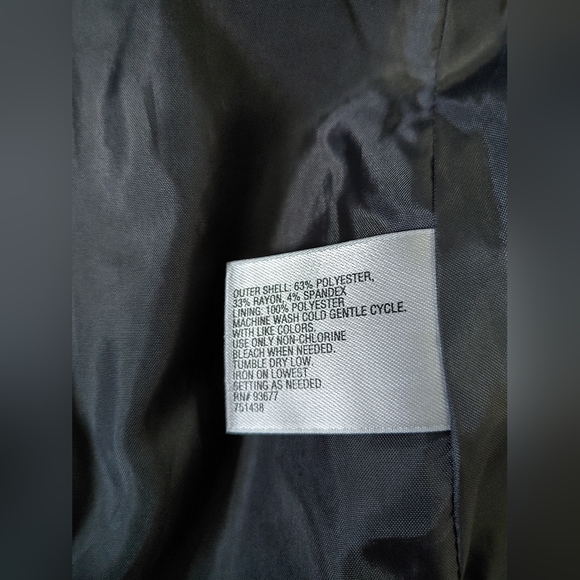 OUTER SHELL: 63% POLYESTER,
33% RAYON, 4% SPANDEX
LINING: 100% POLYESTER
MACHINE WASH COLD GENTLE CYCLE.
WITH LIKE COLORS.
USE ONLY NON-CHLORINE
BLEACH WHEN NEEDED.
TUMBLE DRY LOW.
IRON ON LOWEST
SETTING AS NEEDED
RN# 93677
751438